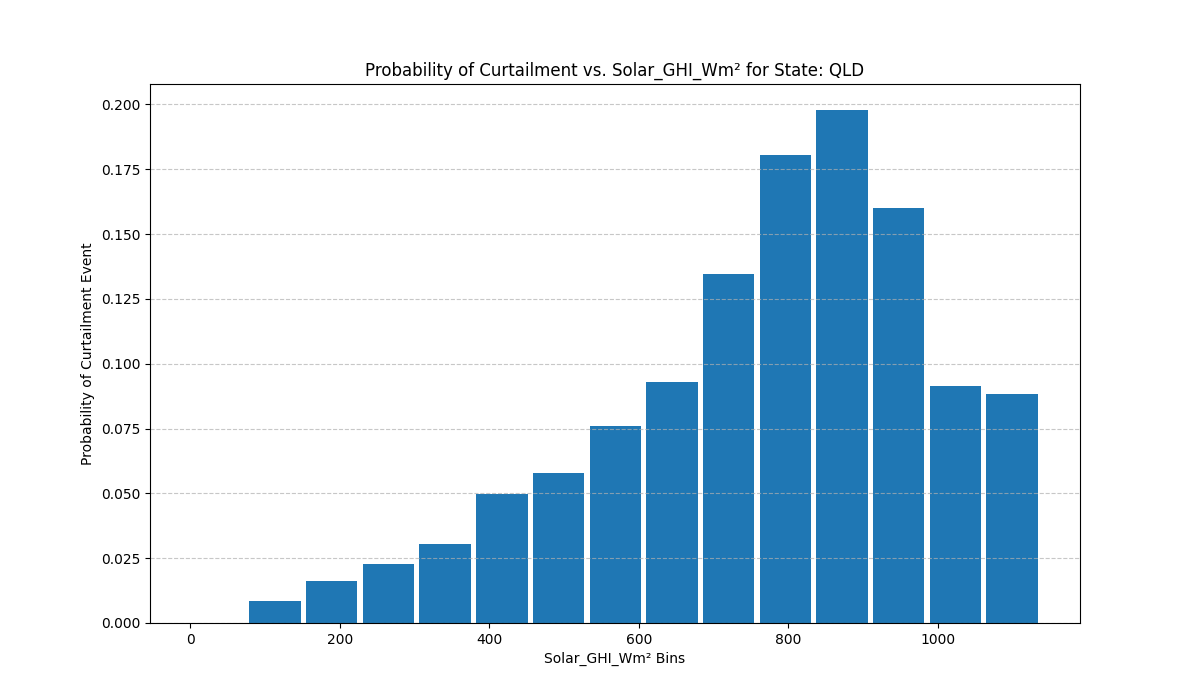 Probability of Curtailment vs. Solar_GHI_Wm² for State: QLD
Probability of Curtailment Event
0.200
0.175
0.150
0.125
0.100
0.075
0.050
0.025
0.000
0 200 400 600 800 1000
Solar_GHI_Wm² Bins